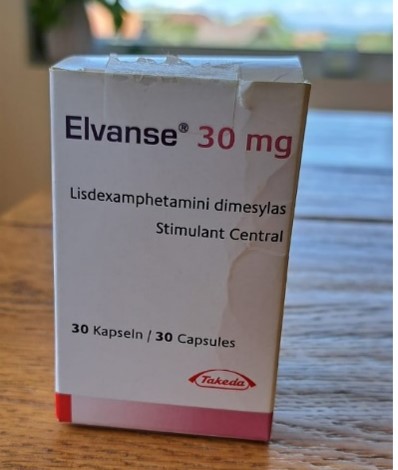 Elvanse® 30 mg
Lisdexamphetamini dimesylas
Stimulant Central
30 Kapseln / 30 Capsules
Takeda